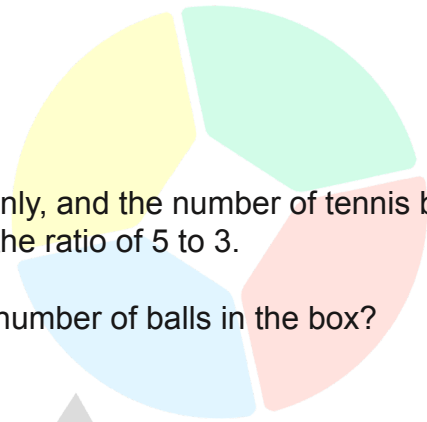 nly, and the number of tennis b
he ratio of 5 to 3.
number of balls in the box?